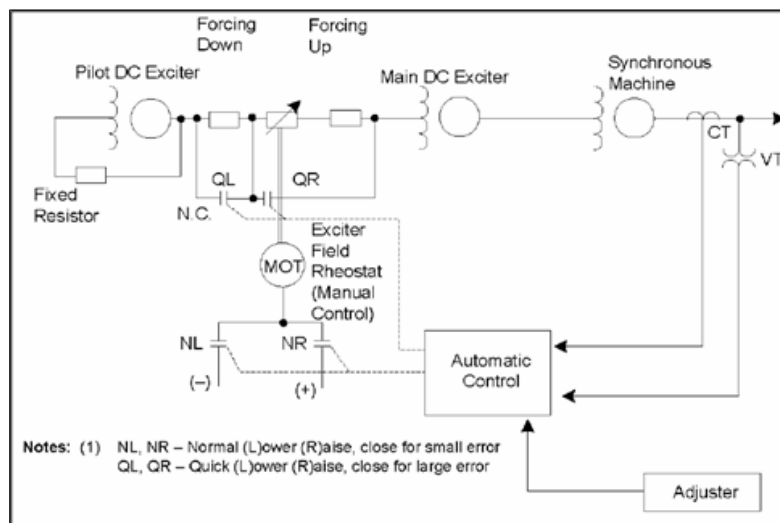 Forcing
Down
Forcing
Up
Pilot DC Exciter
Main DC Exciter
Synchronous
Machine
CT
VT
QL
QR
N.C.
Fixed
Resistor
Exciter
Field
Rheostat
(Manual
Control)
MOT
NL
NR
(–)
(+)
Automatic
Control
Notes: (1) NL, NR – Normal (L)ower (R)aise, close for small error
QL, QR – Quick (L)ower (R)aise, close for large error
Adjuster